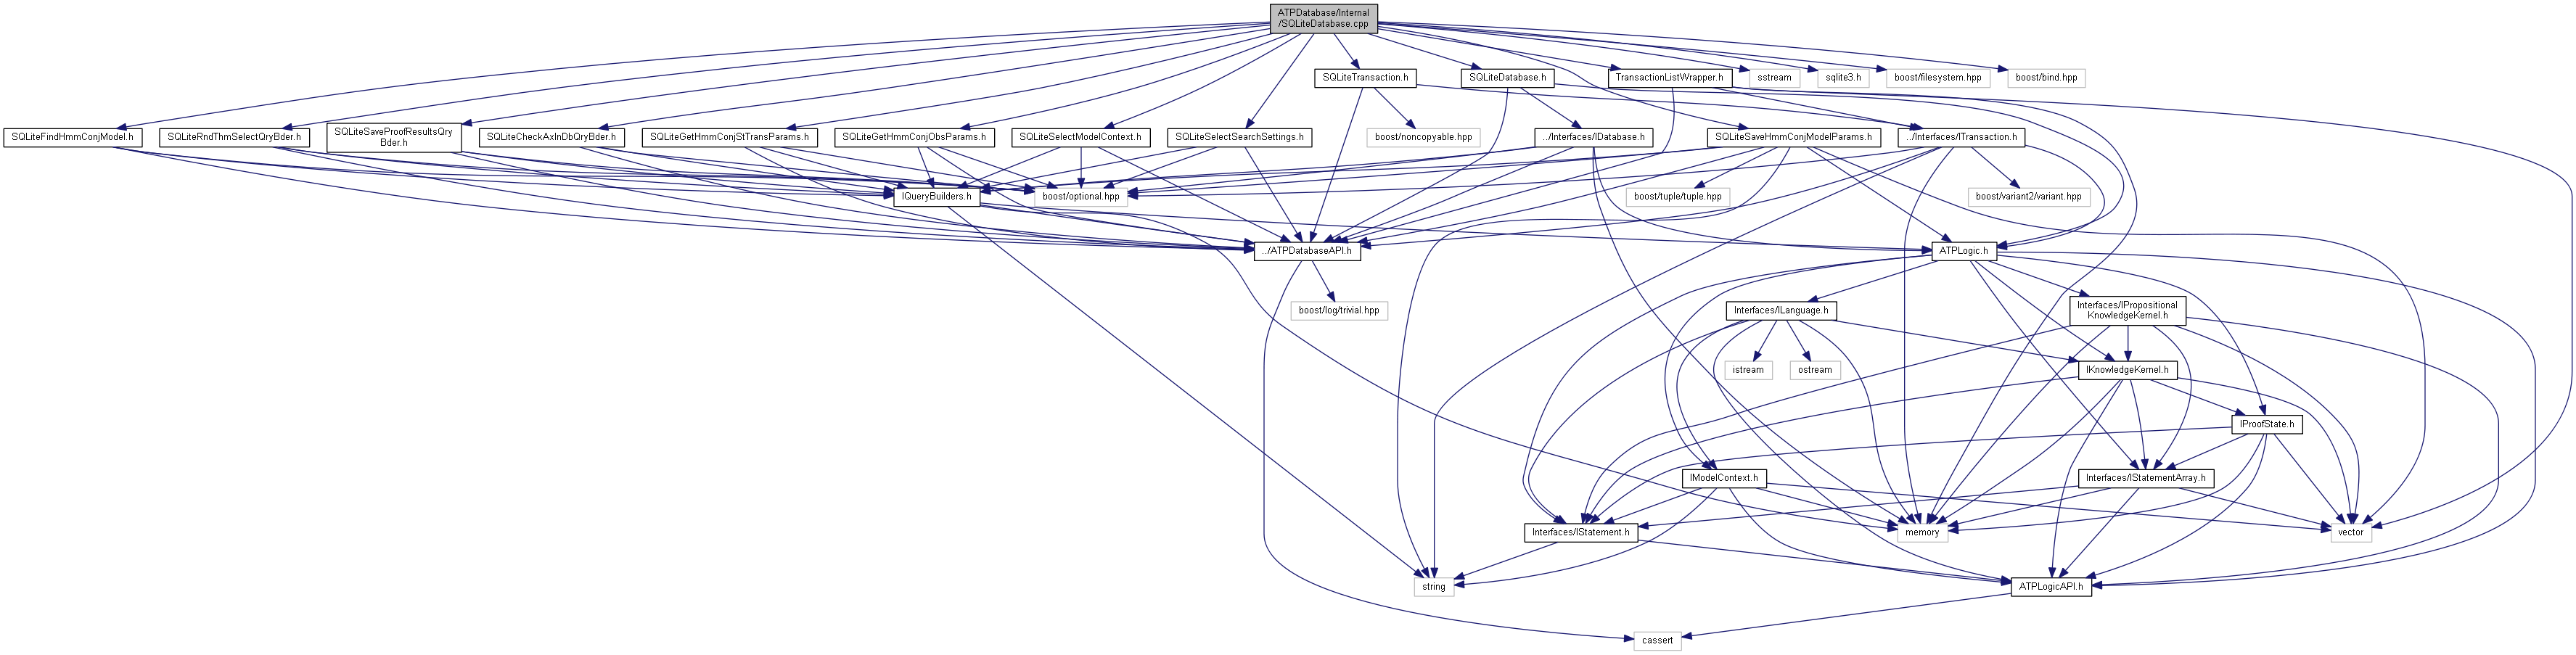 ATPDatabase/Internal
/SQLiteDatabase.cpp
SQLiteTransaction.h
SQLiteDatabase.h
TransactionListWrapper.h
sstream
sqlite3.h
boost/filesystem.hpp
boost/bind.hpp
SQLiteFindHmmConjModel.h
SQLiteRndThmSelectQryBder.h
SQLiteSaveProofResultsQry
Bder.h
SQLiteCheckAxInDbQryBder.h
SQLiteGetHmmConjStTransParams.h
SQLiteGetHmmConjObsParams.h
SQLiteSelectModelContext.h
SQLiteSelectSearchSettings.h
boost/noncopyable.hpp
../Interfaces/IDatabase.h
SQLiteSaveHmmConjModelParams.h
../Interfaces/ITransaction.h
IQueryBuilders.h
boost/optional.hpp
boost/tuple/tuple.hpp
boost/variant2/variant.hpp
../ATPDatabaseAPI.h
ATPLogic.h
boost/log/trivial.hpp
Interfaces/ILanguage.h
Interfaces/IPropositional
KnowledgeKernel.h
istream
ostream
IKnowledgeKernel.h
IProofState.h
IModelContext.h
Interfaces/IStatementArray.h
Interfaces/IStatement.h
memory
vector
string
ATPLogicAPI.h
cassert